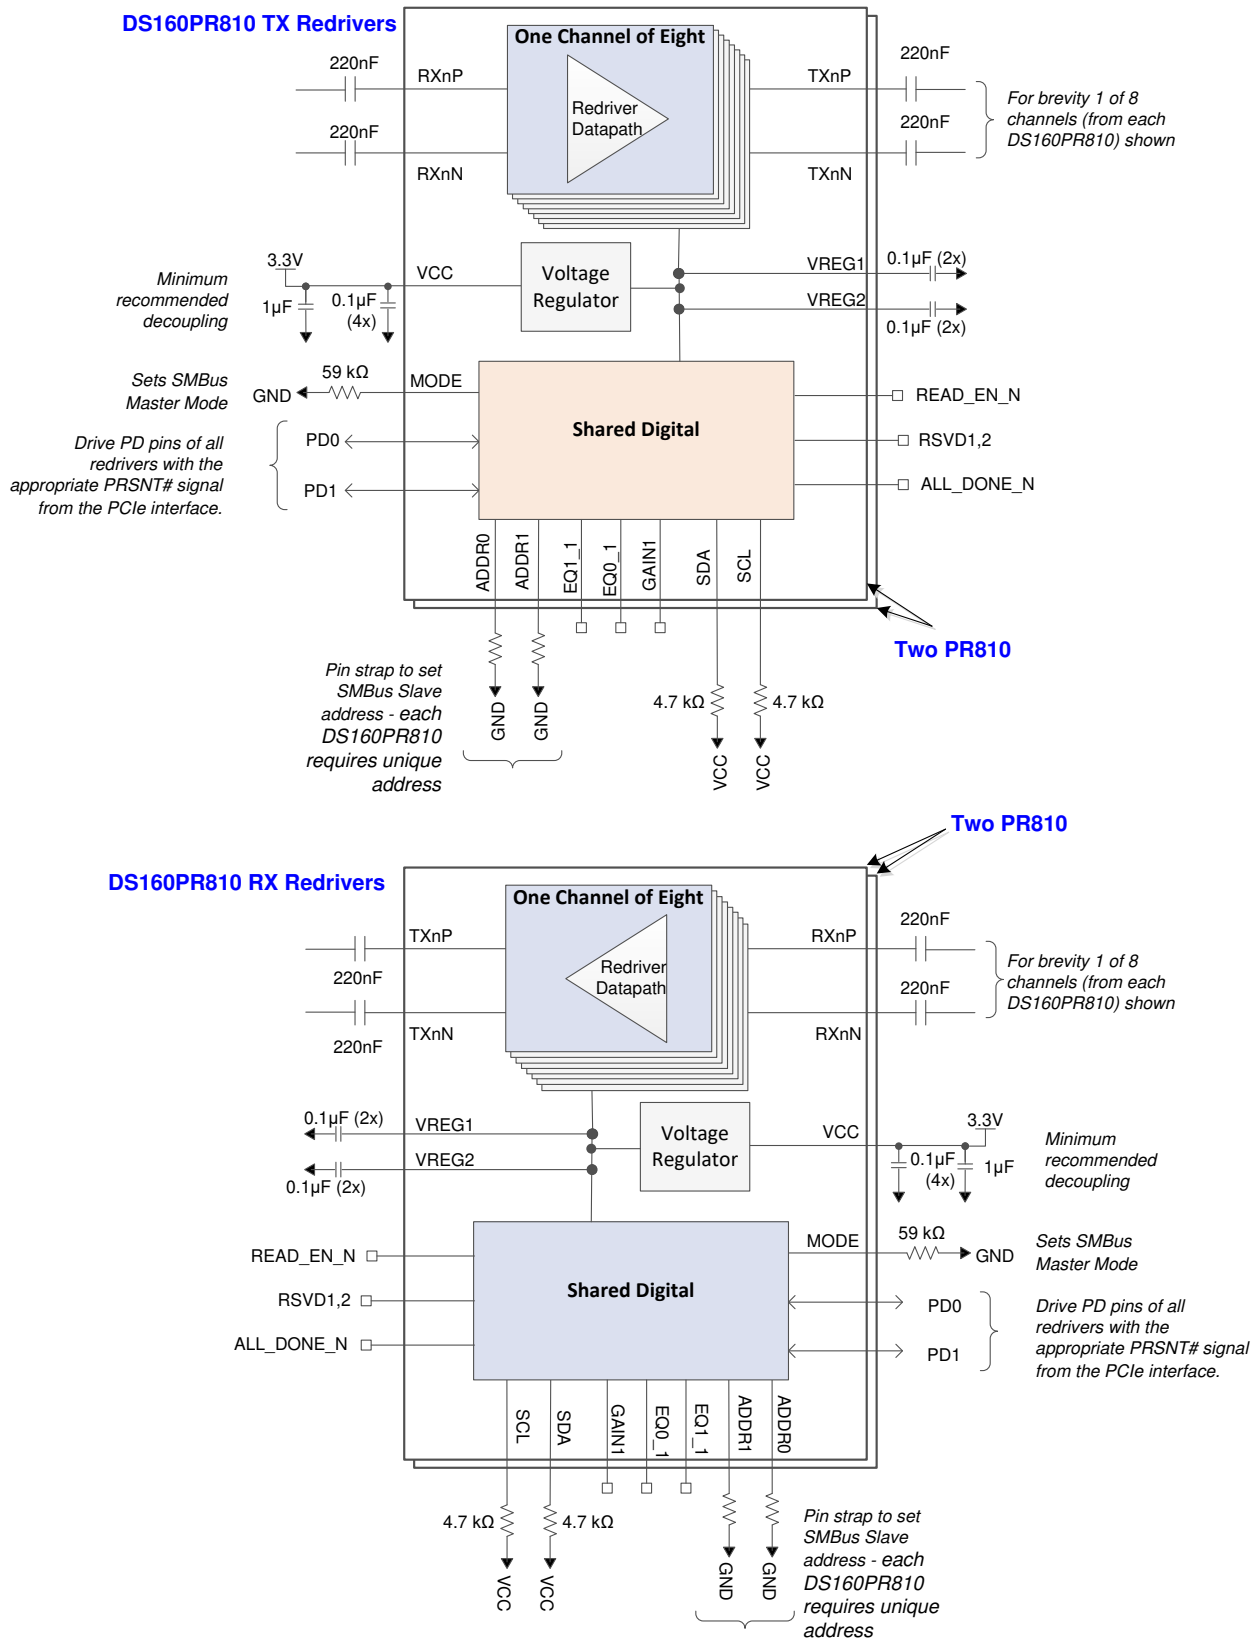 DS160PR810 TX Redrivers
One Channel of Eight
220nF
RXnP
TXnP
220nF
Redriver
Datapath
For brevity 1 of 8
channels (from each
DS160PR810) shown
220nF
RXnN
TXnN
220nF
Minimum
recommended
decoupling
3.3V
VCC
1µF
0.1µF
(4x)
Voltage
Regulator
VREG1
0.1µF (2x)
VREG2
0.1µF (2x)
Sets SMBus
Master Mode
GND
59 kΩ
MODE
Drive PD pins of all
redrivers with the
appropriate PRSNT# signal
from the PCIe interface.
PD0
PD1
Shared Digital
READ_EN_N
RSVD1,2
ALL_DONE_N
ADDR0
ADDR1
EQ1_1
EQ0_1
GAIN1
SDA
SCL
Two PR810
Pin strap to set
SMBus Slave
address - each
DS160PR810
requires unique
address
GND
GND
4.7 kΩ
4.7 kΩ
VCC
VCC
Two PR810
DS160PR810 RX Redrivers
One Channel of Eight
220nF
TXnP
RXnP
220nF
Redriver
Datapath
For brevity 1 of 8
channels (from each
DS160PR810) shown
220nF
TXnN
RXnN
220nF
0.1µF (2x)
VREG1
VREG2
0.1µF (2x)
Voltage
Regulator
VCC
3.3V
0.1µF
(4x)
1µF
Minimum
recommended
decoupling
READ_EN_N
RSVD1,2
ALL_DONE_N
Shared Digital
MODE
59 kΩ
GND
Sets SMBus
Master Mode
PD0
PD1
Drive PD pins of all
redrivers with the
appropriate PRSNT# signal
from the PCIe interface.
SCL
SDA
GAIN1
EQ0_1
EQ1_1
ADDR1
ADDR0
4.7 kΩ
4.7 kΩ
VCC
VCC
GND
GND
Pin strap to set
SMBus Slave
address - each
DS160PR810
requires unique
address